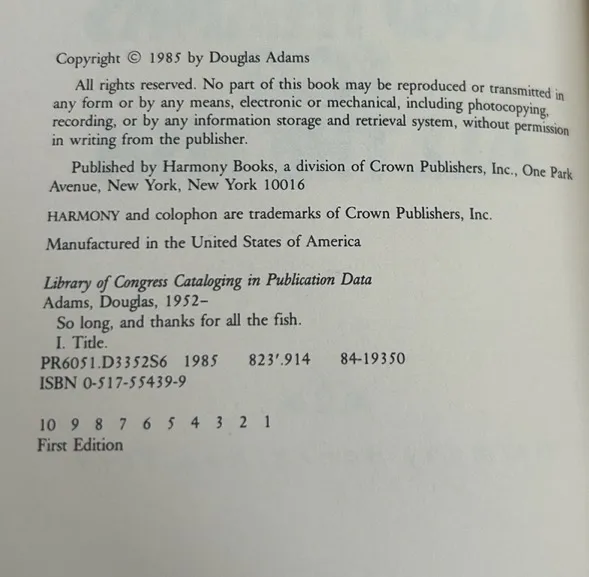 Copyright © 1985 by Douglas Adams
All rights reserved. No part of this book may be reproduced or transmitted in
any form or by any means, electronic or mechanical, including photocopying,
recording, or by any information storage and retrieval system, without permission
in writing from the publisher.
Published by Harmony Books, a division of Crown Publishers, Inc., One Park
Avenue, New York, New York 10016
HARMONY and colophon are trademarks of Crown Publishers, Inc.
Manufactured in the United States of America
Library of Congress Cataloging in Publication Data
Adams, Douglas, 1952–
So long, and thanks for all the fish.
I. Title.
PR6051.D3352S6 1985 823'.914 84-19350
ISBN 0-517-55439-9
10 9 8 7 6 5 4 3 2 1
First Edition